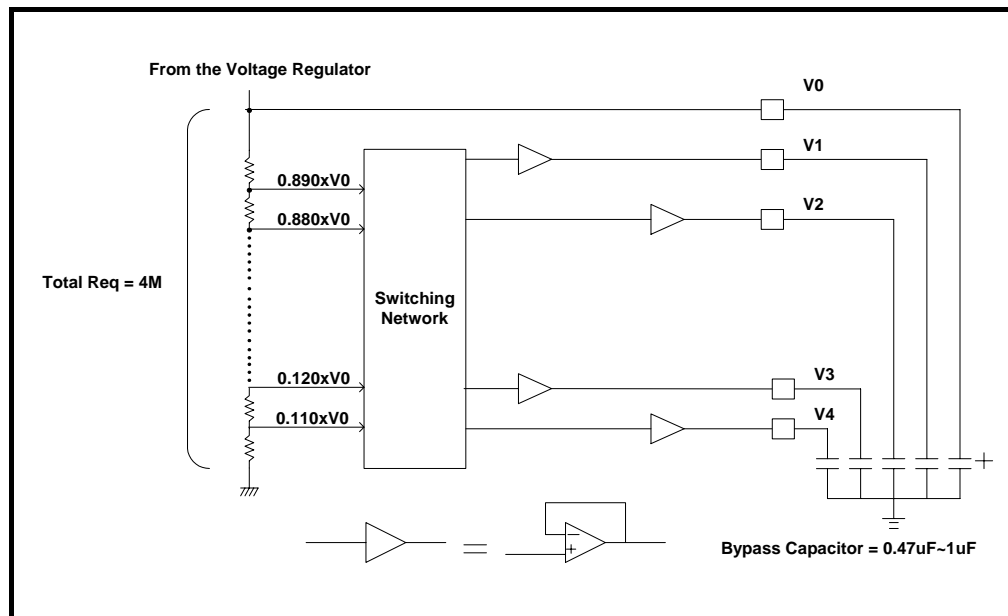 From the Voltage Regulator
V0
V1
0.890xV0
V2
0.880xV0
Total Req = 4M
Switching
Network
0.120xV0
V3
0.110xV0
V4
+
=
−
+
Bypass Capacitor = 0.47uF~1uF